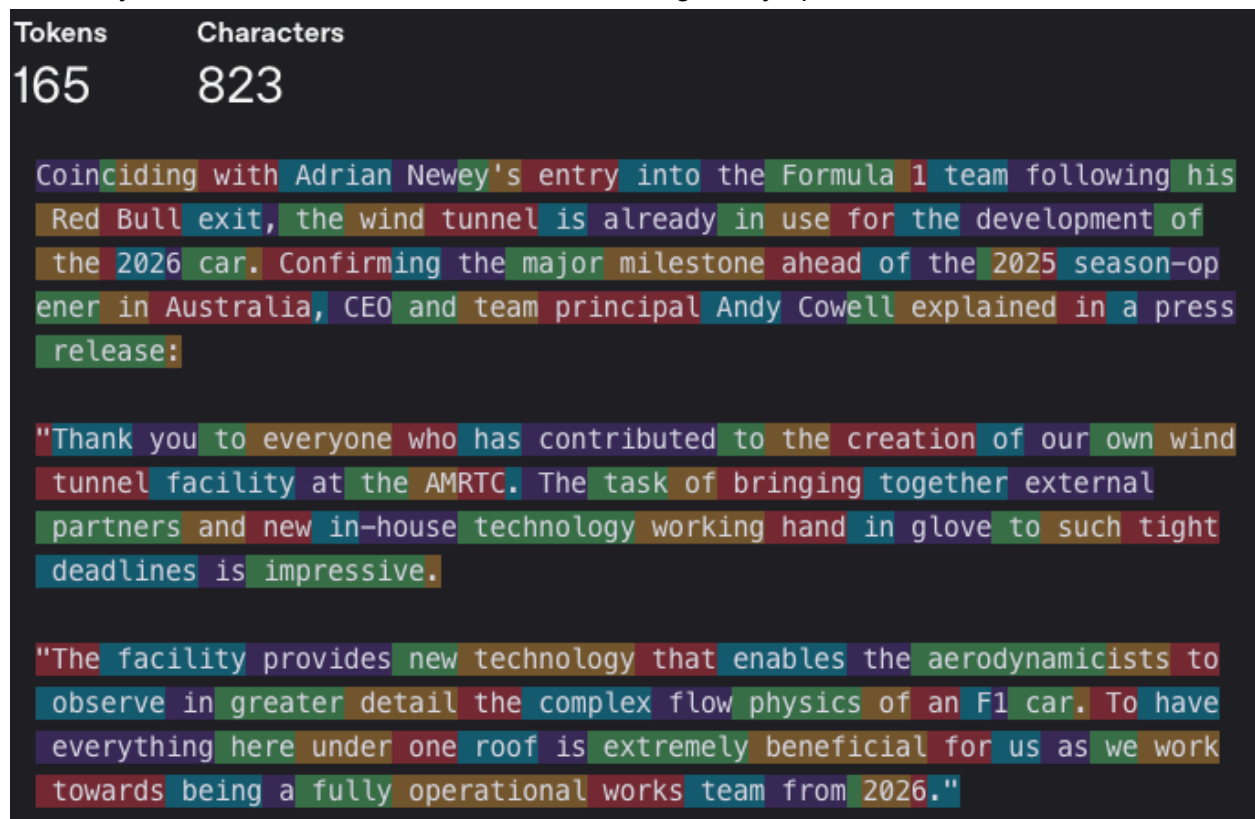 Tokens Characters
165 823
Coinciding with Adrian Newey's entry into the Formula 1 team following his
Red Bull exit, the wind tunnel is already in use for the development of
the 2026 car. Confirming the major milestone ahead of the 2025 season-op
ener in Australia, CEO and team principal Andy Cowell explained in a press
release:
"Thank you to everyone who has contributed to the creation of our own wind
tunnel facility at the AMRTC. The task of bringing together external
partners and new in-house technology working hand in glove to such tight
deadlines is impressive.
"The facility provides new technology that enables the aerodynamicists to
observe in greater detail the complex flow physics of an F1 car. To have
everything here under one roof is extremely beneficial for us as we work
towards being a fully operational works team from 2026."